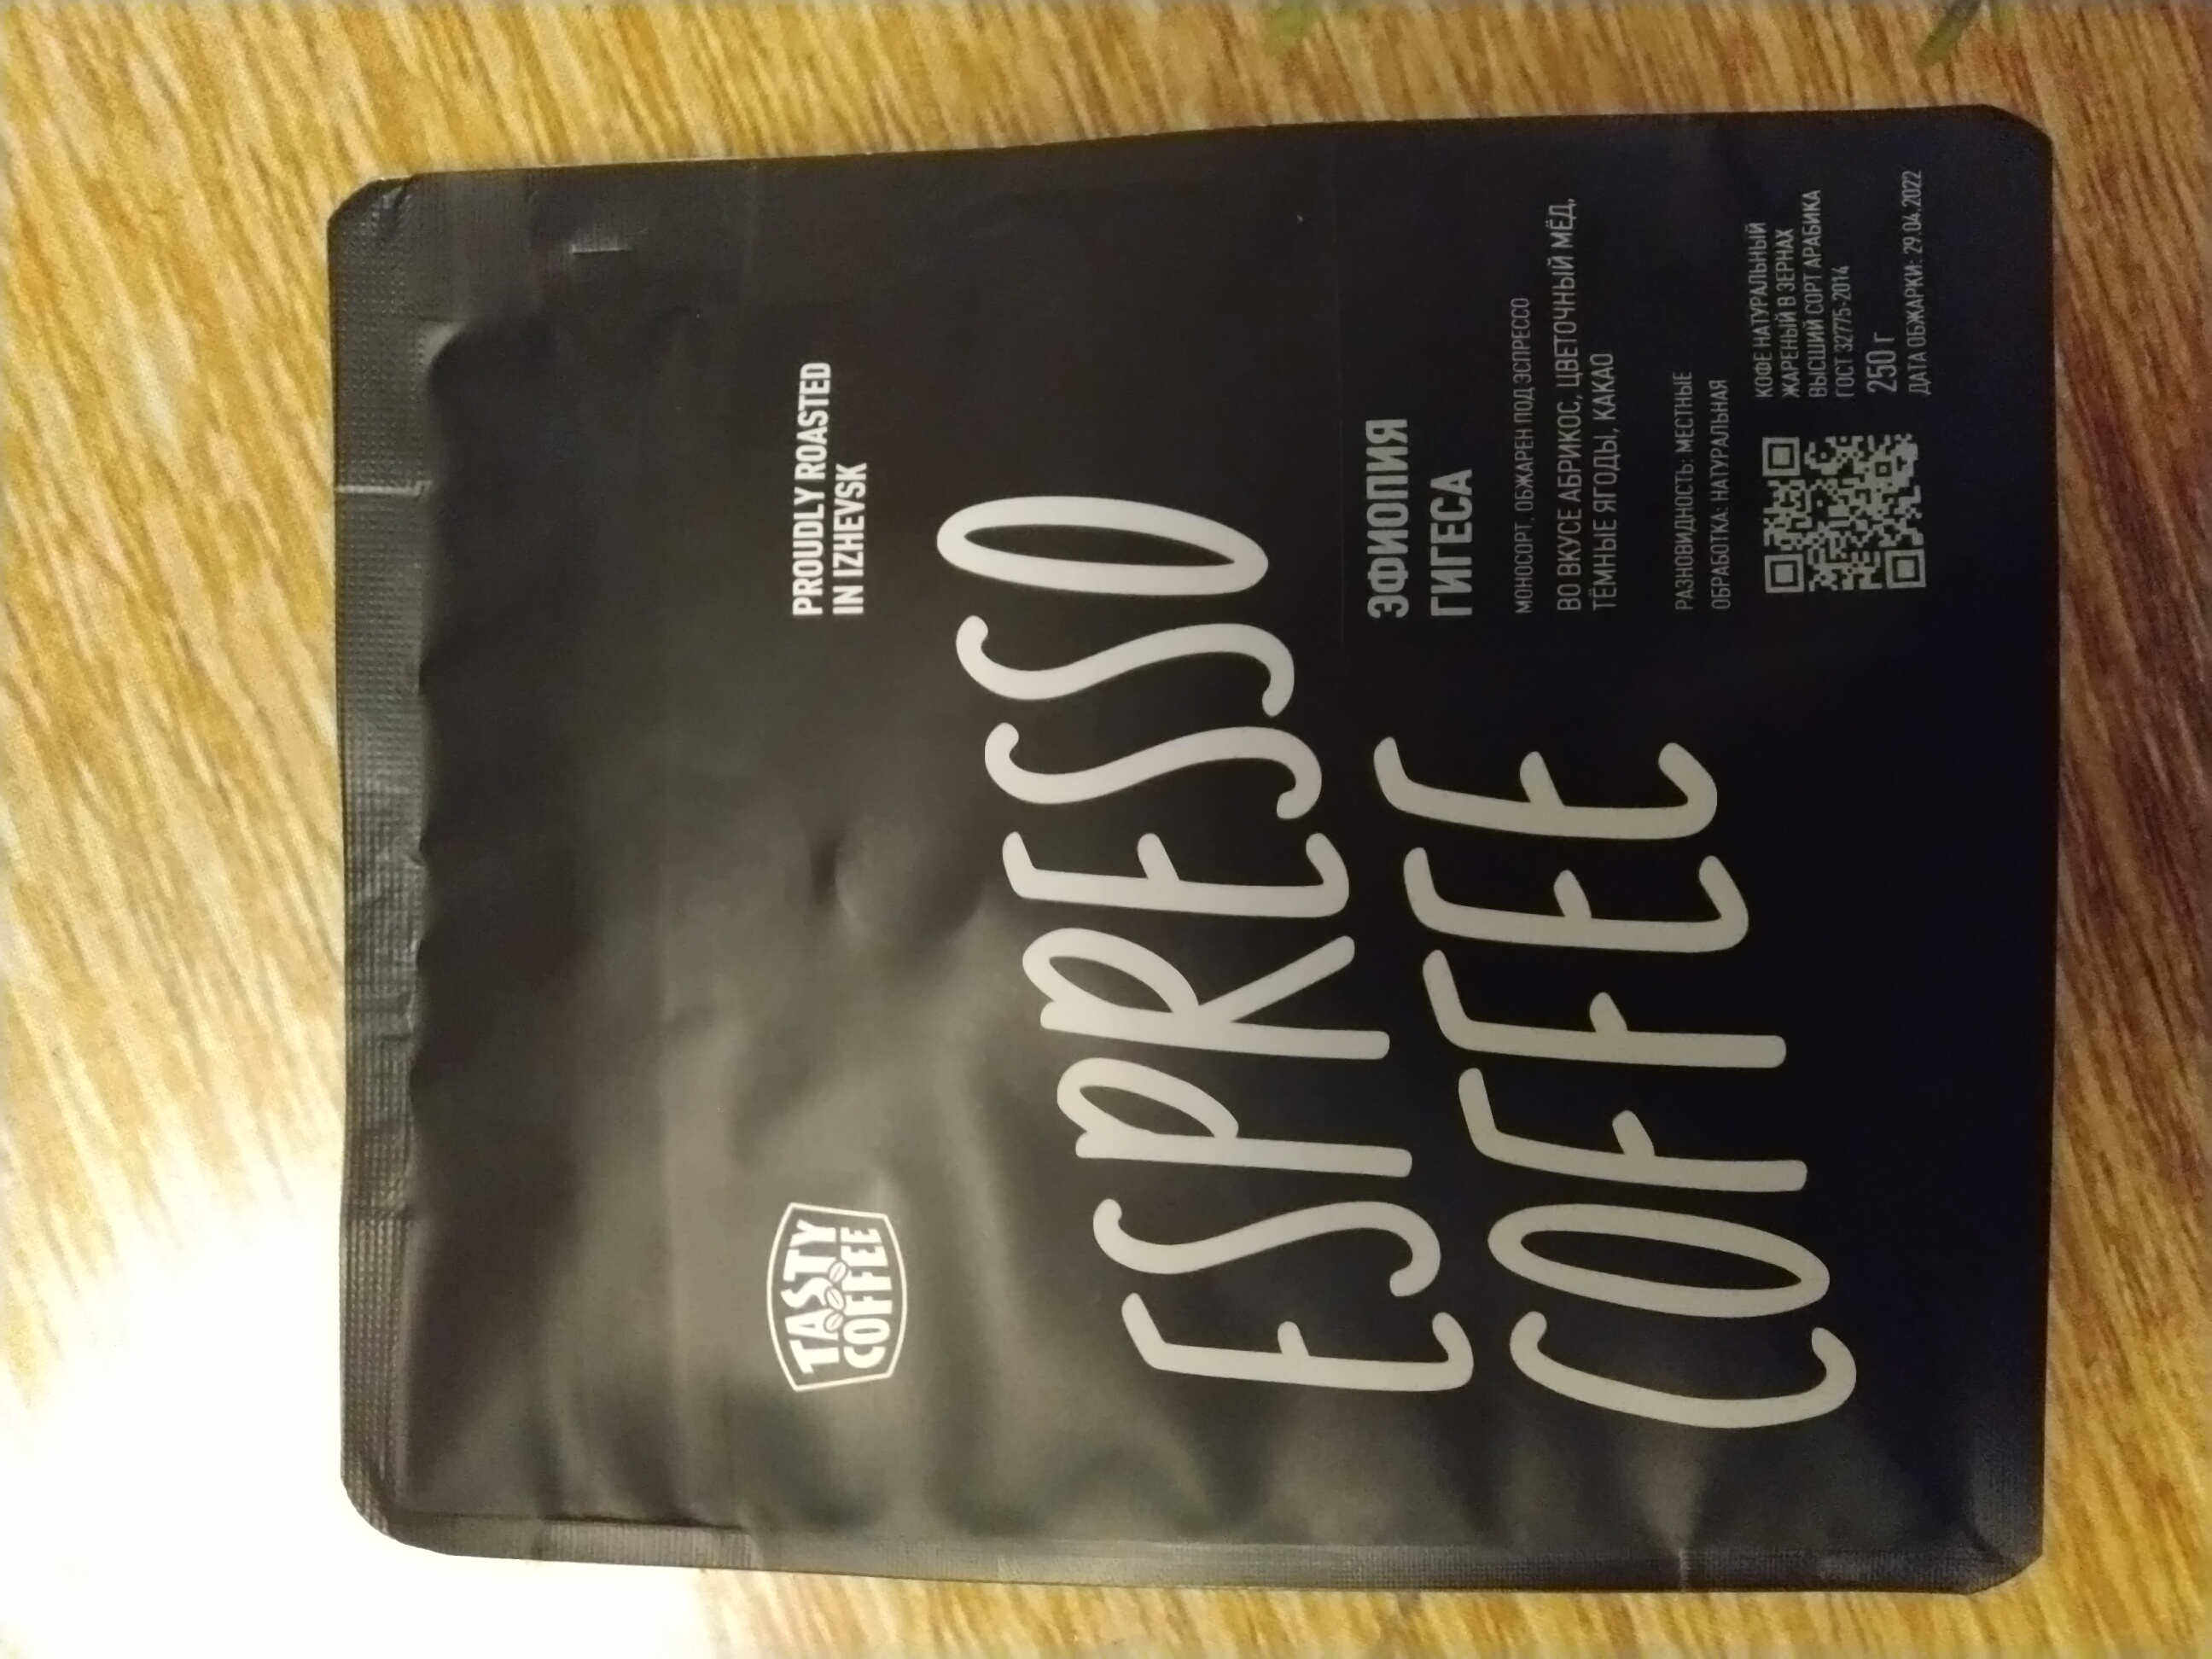 TASTY
COFFEE
PROUDLY ROASTED
IN IZHEVSK
ESPRESSO
COFFEE
ЭФИОПИЯ
ГИГЕСА
МОНОСОРТ, ОБЖАРЕН ПОД ЭСПРЕССО
ВО ВКУСЕ АБРИКОС, ЦВЕТОЧНЫЙ МЁД,
ТЁМНЫЕ ЯГОДЫ, КАКАО
РАЗНОВИДНОСТЬ: МЕСТНЫЕ
ОБРАБОТКА: НАТУРАЛЬНАЯ
КОФЕ НАТУРАЛЬНЫЙ
ЖАРЕНЫЙ В ЗЕРНАХ
ВЫСШИЙ СОРТ АРАБИКА
ГОСТ 32775-2014
250 г
ДАТА ОБЖАРКИ: 29.04.2022